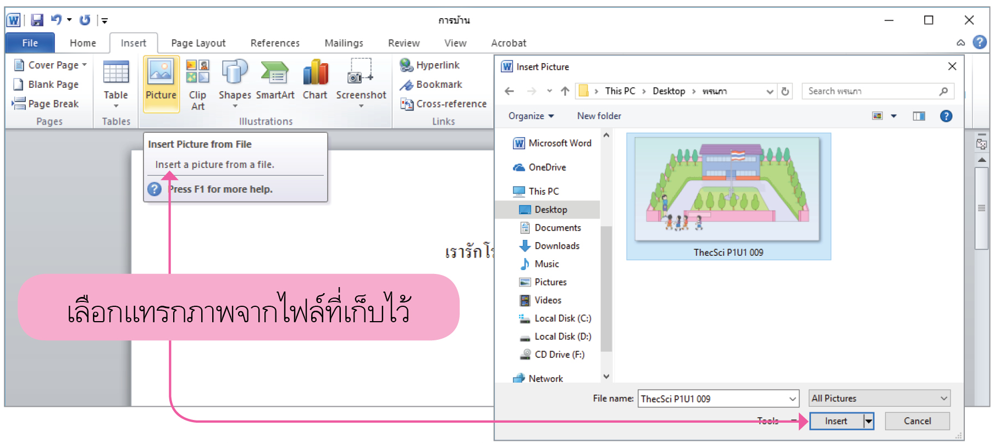 การบ้าน
File Home Insert Page Layout References Mailings Review View Acrobat
Cover Page
Blank Page
Page Break
Pages
Table
Tables
Picture
Clip Art
Shapes
SmartArt
Chart
Screenshot
Illustrations
Hyperlink
Bookmark
Cross-reference
Links
Insert Picture from File
Insert a picture from a file.
Press F1 for more help.
เรารักโร
เลือกแทรกภาพจากไฟล์ที่เก็บไว้
Insert Picture
This PC > Desktop > พรนภา
Search พรนภา
Organize New folder
Microsoft Word
OneDrive
This PC
Desktop
Documents
Downloads
Music
Pictures
Videos
Local Disk (C:)
Local Disk (D:)
CD Drive (F:)
Network
ThecSci P1U1 009
File name: ThecSci P1U1 009 All Pictures
Tools Insert Cancel